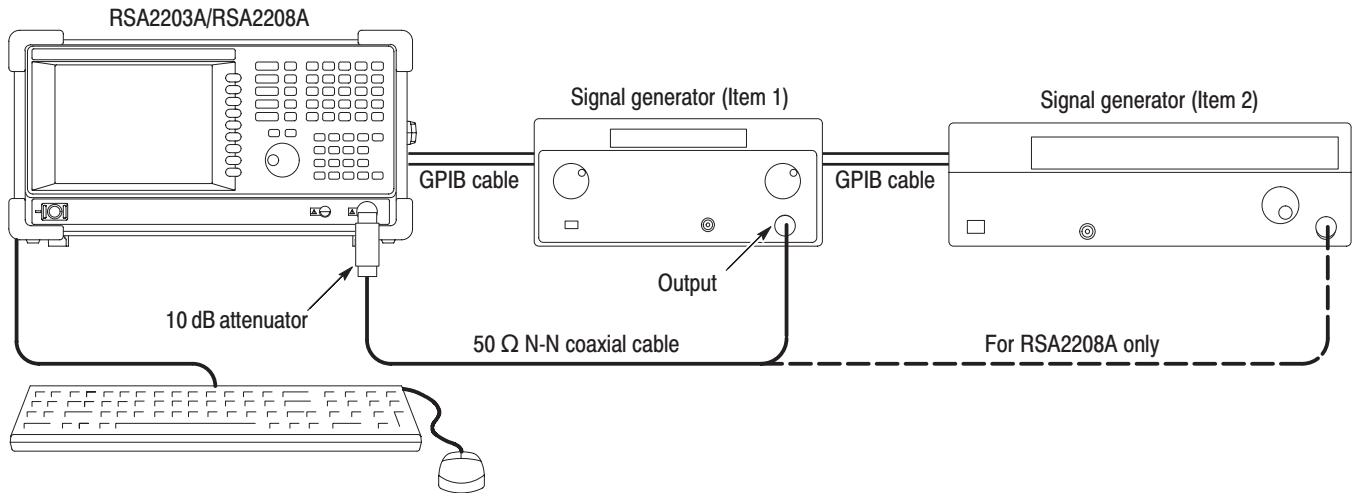 RSA2203A/RSA2208A
Signal generator (Item 1)
Signal generator (Item 2)
GPIB cable
GPIB cable
Output
10 dB attenuator
50 Ω N-N coaxial cable
For RSA2208A only